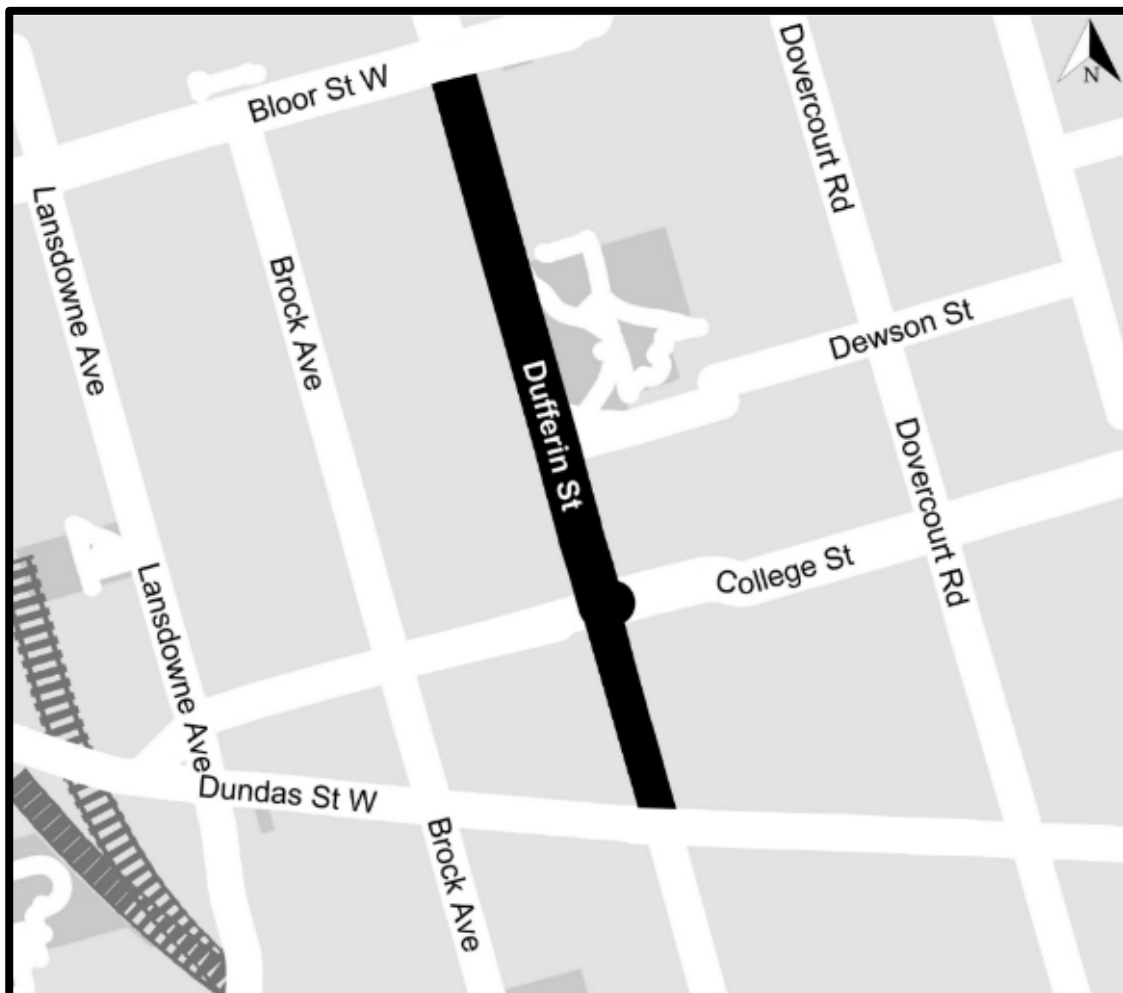 N
Bloor St W
Dovercourt Rd
Lansdowne Ave
Brock Ave
Dewson St
Dufferin St
Dovercourt Rd
College St
Lansdowne Ave
Dundas St W
Brock Ave